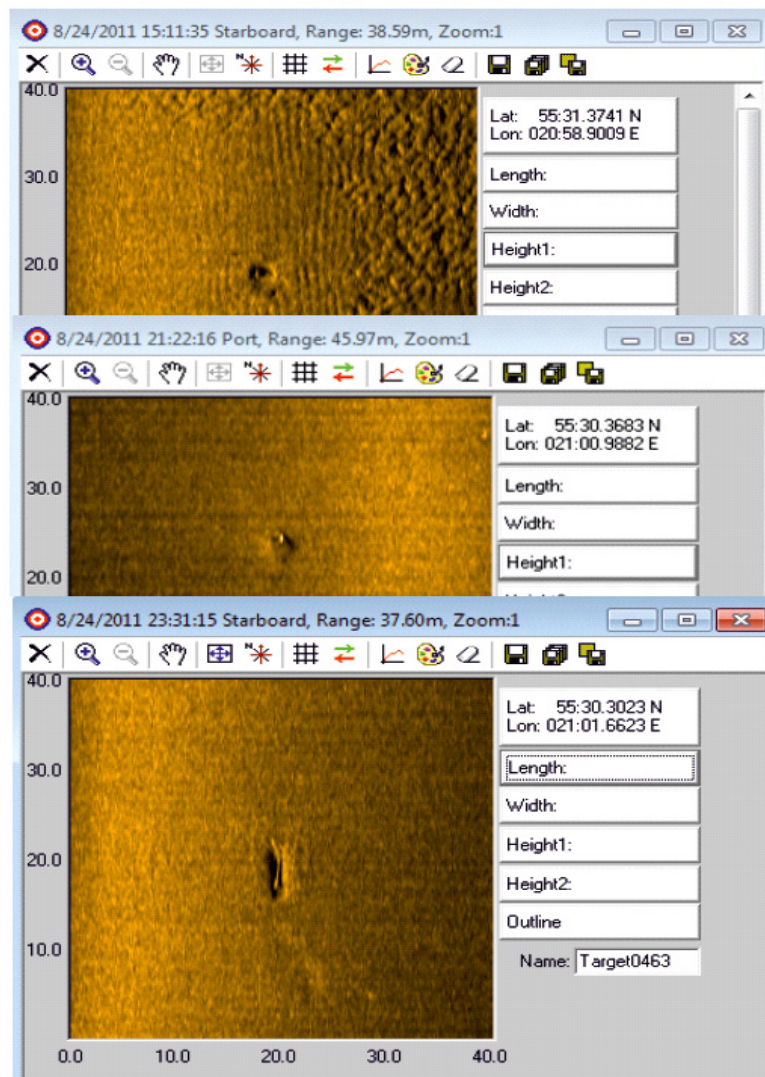 8/24/2011 15:11:35 Starboard, Range: 38.59m, Zoom:1
N
40.0
Lat: 55:31.3741 N
Lon: 020:58.9009 E
30.0
Length:
Width:
20.0
Height1:
Height2:
8/24/2011 21:22:16 Port, Range: 45.97m, Zoom:1
N
40.0
Lat: 55:30.3683 N
Lon: 021:00.9882 E
30.0
Length:
Width:
20.0
Height1:
8/24/2011 23:31:15 Starboard, Range: 37.60m, Zoom:1
N
40.0
Lat: 55:30.3023 N
Lon: 021:01.6623 E
30.0
Length:
Width:
20.0
Height1:
Height2:
10.0
Outline
Name: Target0463
0.0 10.0 20.0 30.0 40.0